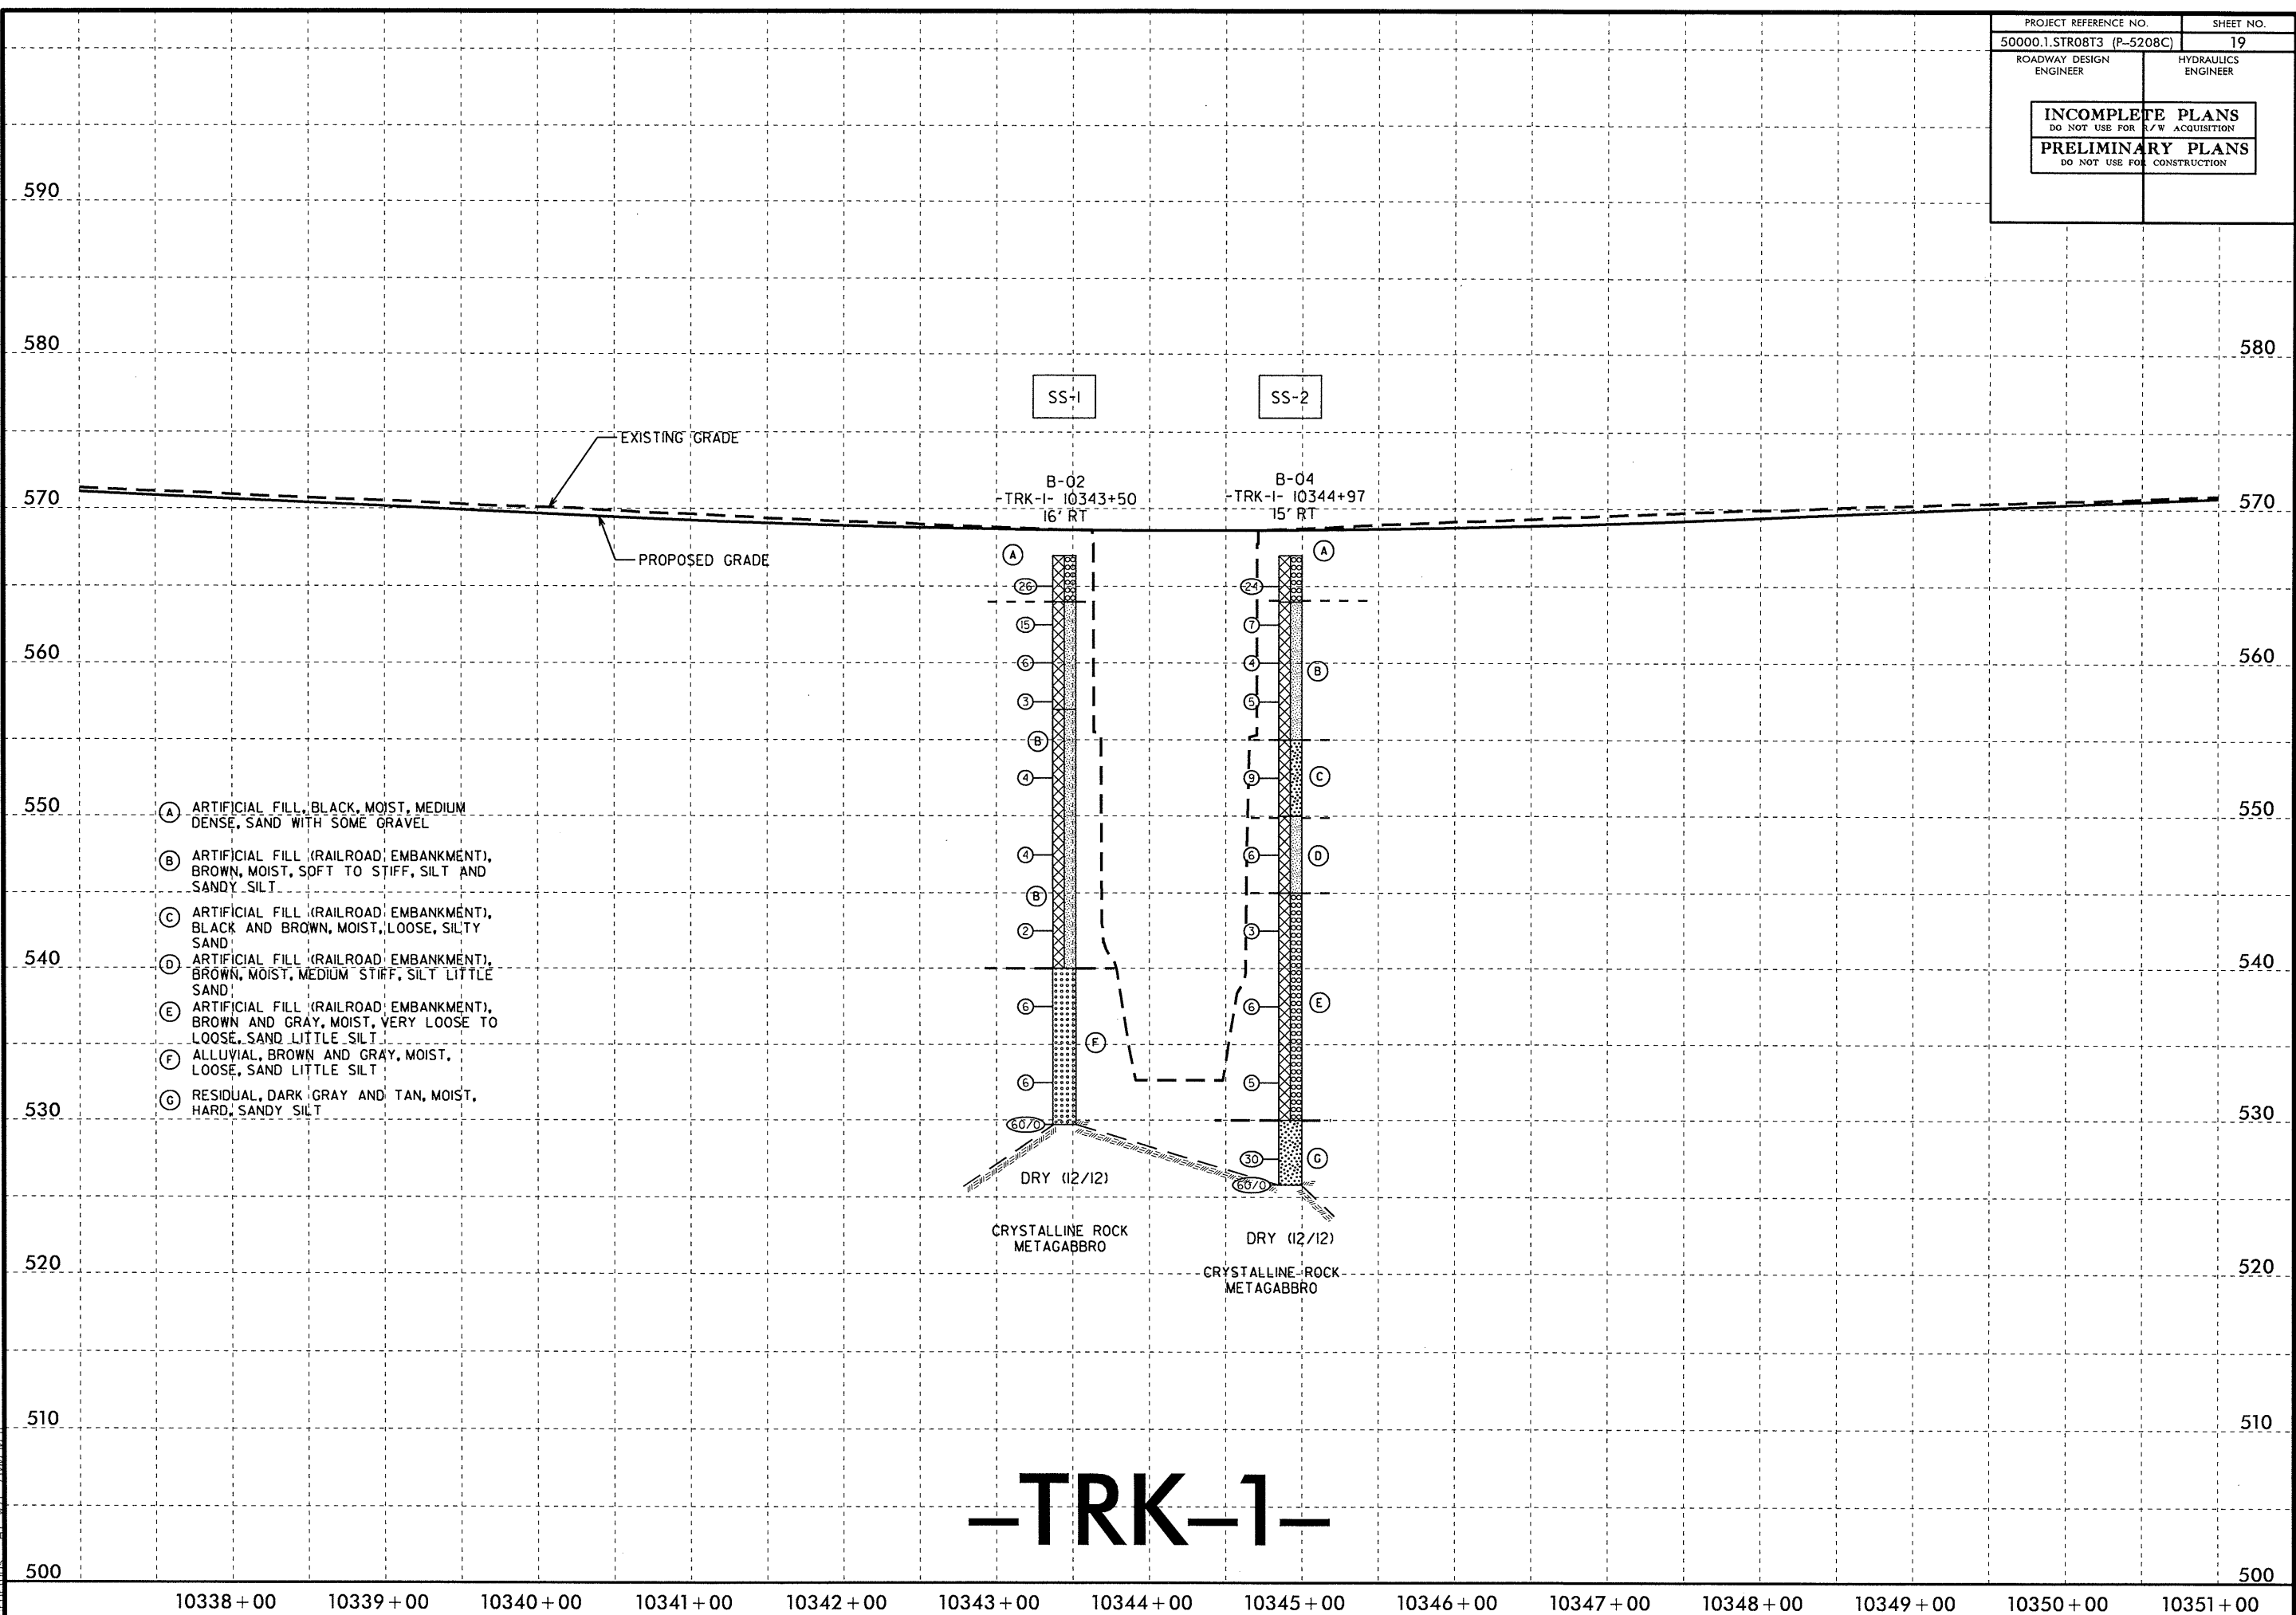 PROJECT REFERENCE NO. SHEET NO.
50000.1.STR08T3 (P-5208C) 19
ROADWAY DESIGN ENGINEER
HYDRAULICS ENGINEER
INCOMPLETE PLANS
DO NOT USE FOR R/W ACQUISITION
PRELIMINARY PLANS
DO NOT USE FOR CONSTRUCTION
590
580 580
SS-1 SS-2
EXISTING GRADE
B-02
-TRK-1- 10343+50
16' RT
B-04
-TRK-1- 10344+97
15' RT
570 570
PROPOSED GRADE
A A
26 24
15 7
6 4
560 560
B
3 5
B
4 9 C
550 550
4 6 D
B
2 3
540 540
6 6 E
F
6 5
530 530
60/0
30 G
60/0
DRY (12/12)
CRYSTALLINE ROCK
METAGABBRO
DRY (12/12)
CRYSTALLINE ROCK
METAGABBRO
A ARTIFICIAL FILL, BLACK, MOIST, MEDIUM
DENSE, SAND WITH SOME GRAVEL
B ARTIFICIAL FILL (RAILROAD EMBANKMENT),
BROWN, MOIST, SOFT TO STIFF, SILT AND
SANDY SILT
C ARTIFICIAL FILL (RAILROAD EMBANKMENT),
BLACK AND BROWN, MOIST, LOOSE, SILTY
SAND
D ARTIFICIAL FILL (RAILROAD EMBANKMENT),
BROWN, MOIST, MEDIUM STIFF, SILT LITTLE
SAND
E ARTIFICIAL FILL (RAILROAD EMBANKMENT),
BROWN AND GRAY, MOIST, VERY LOOSE TO
LOOSE, SAND LITTLE SILT
F ALLUVIAL, BROWN AND GRAY, MOIST,
LOOSE, SAND LITTLE SILT
G RESIDUAL, DARK GRAY AND TAN, MOIST,
HARD, SANDY SILT
520 520
510 510
-TRK-1-
500 500
10338+00 10339+00 10340+00 10341+00 10342+00 10343+00 10344+00 10345+00 10346+00 10347+00 10348+00 10349+00 10350+00 10351+00